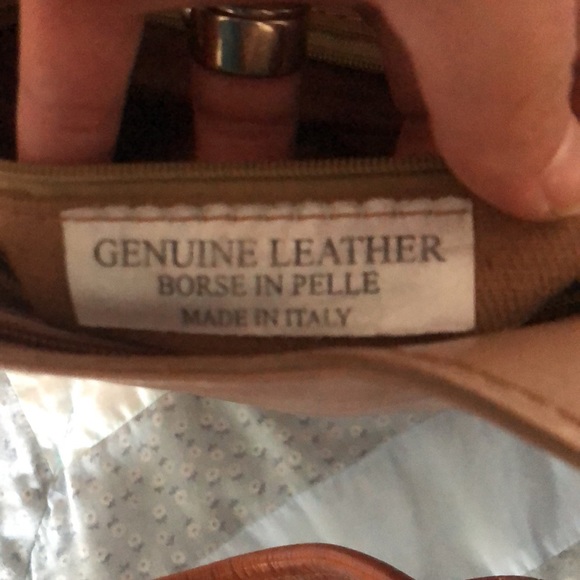 GENUINE LEATHER
BORSE IN PELLE
MADE IN ITALY